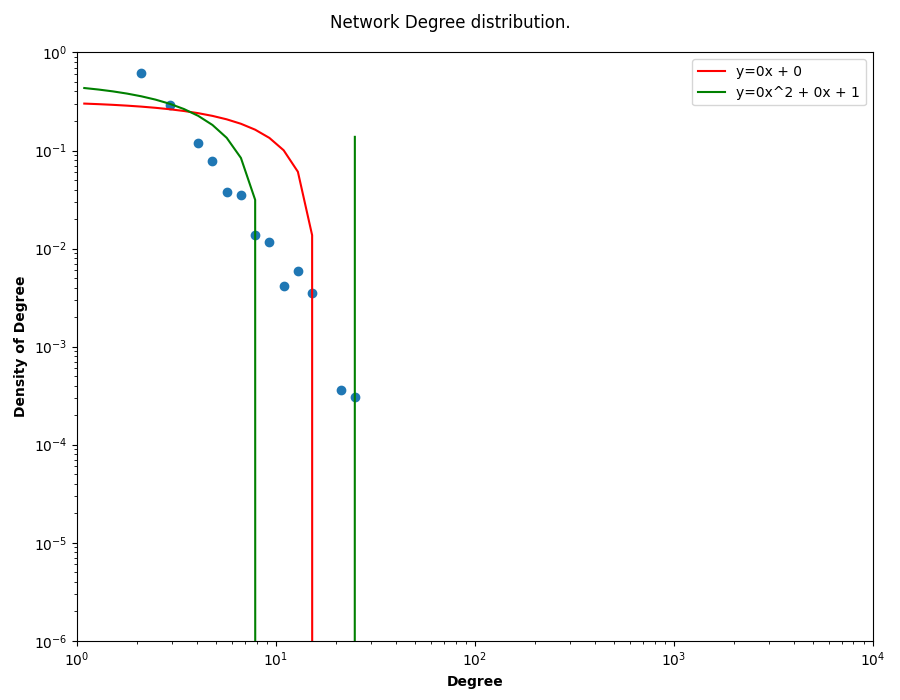 Network Degree distribution.
y=0x + 0
y=0x^2 + 0x + 1
Density of Degree
10^0
10^-1
10^-2
10^-3
10^-4
10^-5
10^-6
10^0 10^1 10^2 10^3 10^4
Degree